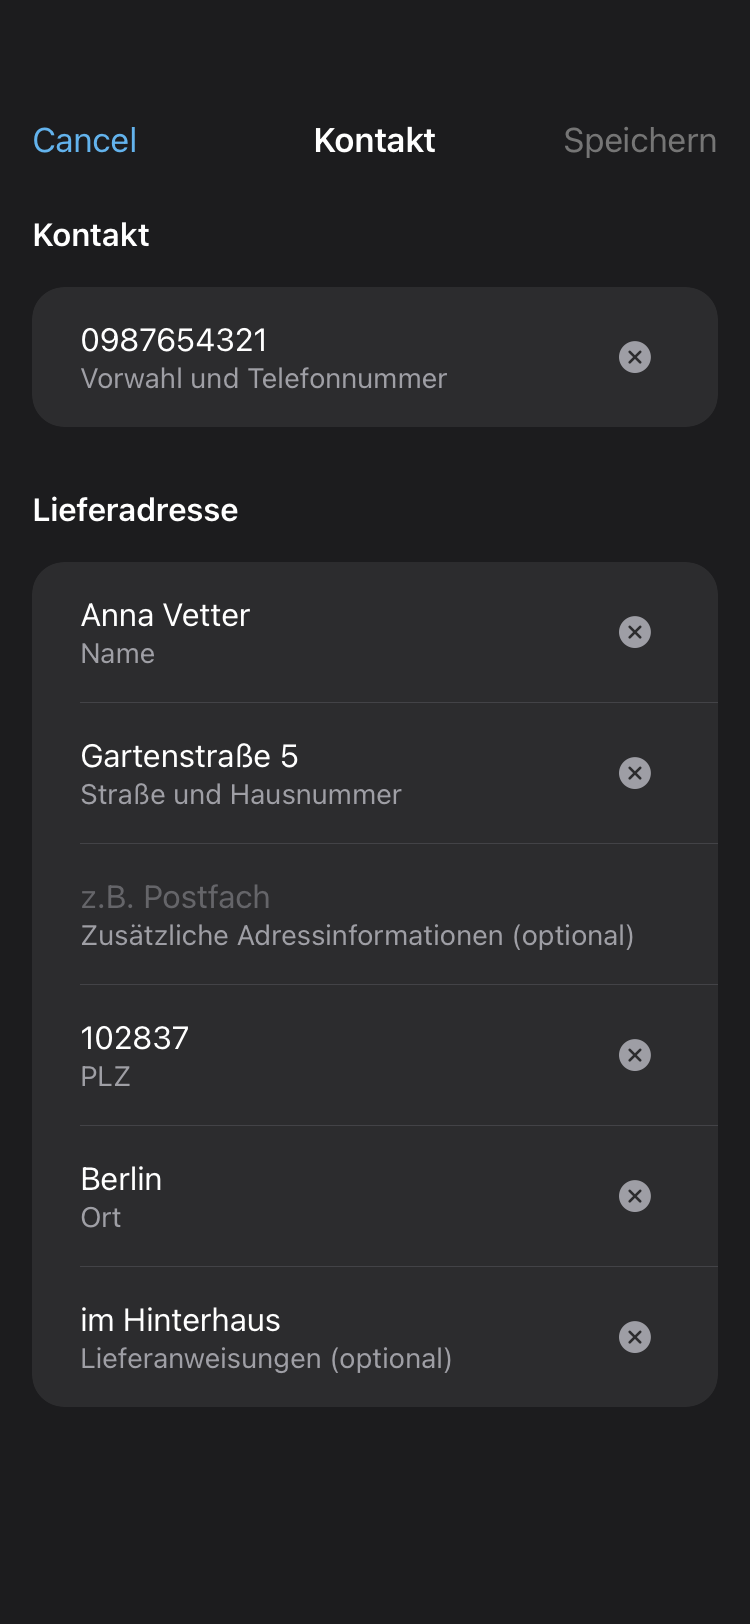 Cancel
Kontakt
Speichern
Kontakt
0987654321
Vorwahl und Telefonnummer
Lieferadresse
Anna Vetter
Name
Gartenstraße 5
Straße und Hausnummer
z.B. Postfach
Zusätzliche Adressinformationen (optional)
102837
PLZ
Berlin
Ort
im Hinterhaus
Lieferanweisungen (optional)